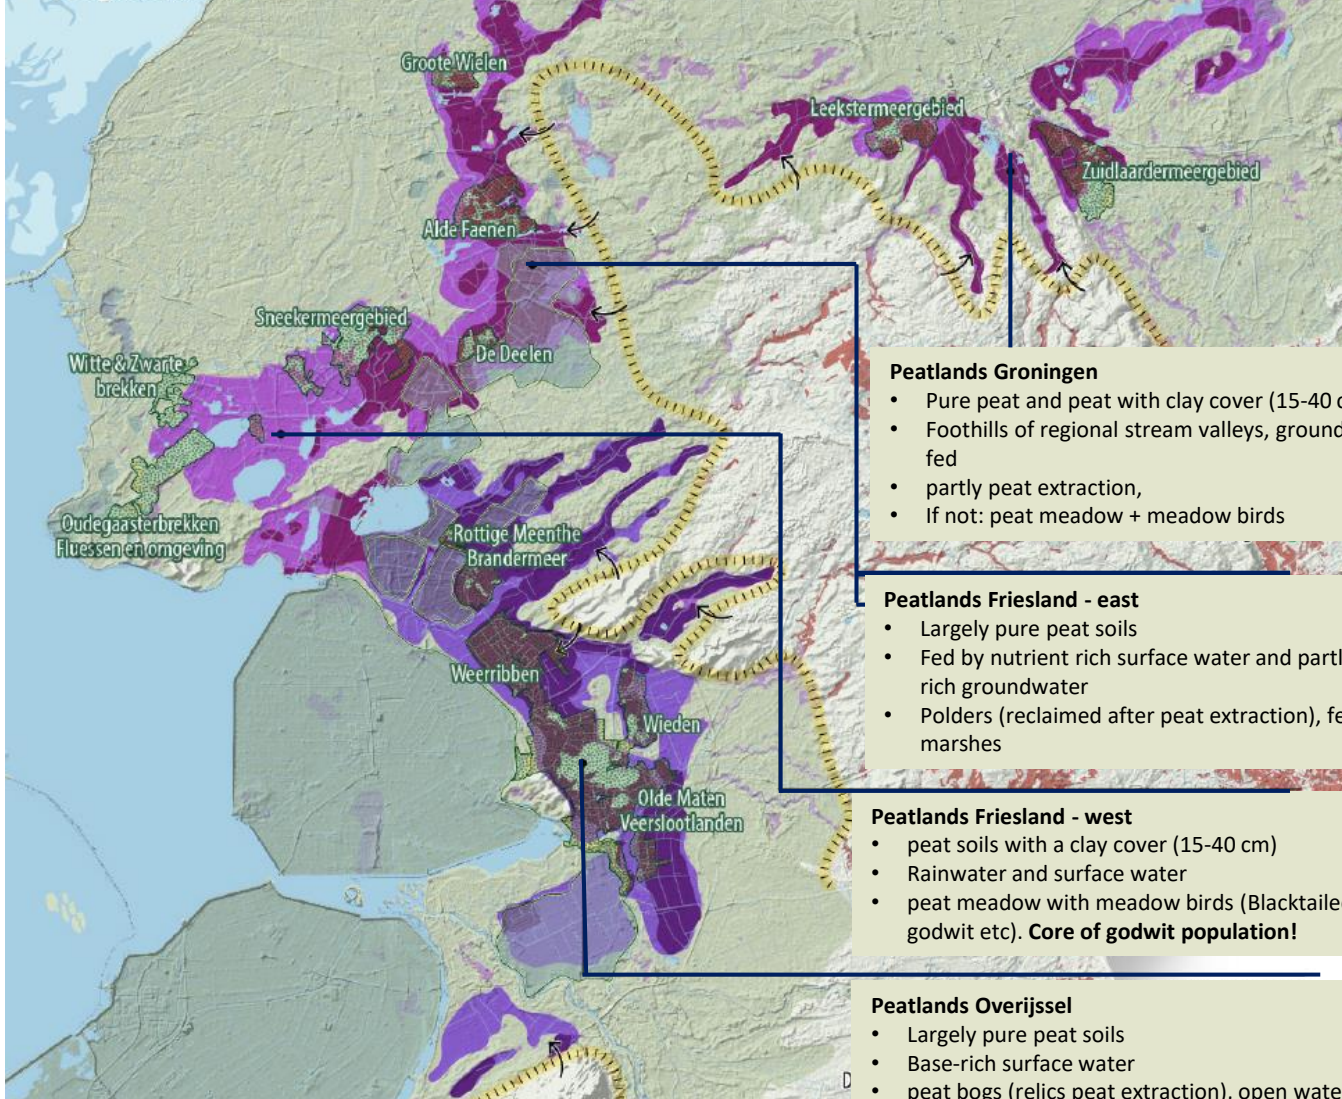 Groote Wielen
Leekstermeergebied
Zuidlaardermeergebied
Alde Faenen
Sneekermeergebied
De Deelen
Witte & Zwarte
brekken
Oudegaasterbrekken
Fluessen en omgeving
Rottige Meenthe
Brandermeer
Weerribben
Wieden
Olde Maten
Veerslootlanden
Peatlands Groningen
• Pure peat and peat with clay cover (15-40 c
• Foothills of regional stream valleys, ground
fed
• partly peat extraction,
• If not: peat meadow + meadow birds
Peatlands Friesland - east
• Largely pure peat soils
• Fed by nutrient rich surface water and partl
rich groundwater
• Polders (reclaimed after peat extraction), fe
marshes
Peatlands Friesland - west
• peat soils with a clay cover (15-40 cm)
• Rainwater and surface water
• peat meadow with meadow birds (Blacktaile
godwit etc). Core of godwit population!
Peatlands Overijssel
• Largely pure peat soils
• Base-rich surface water
• peat bogs (relics peat extraction), open wate